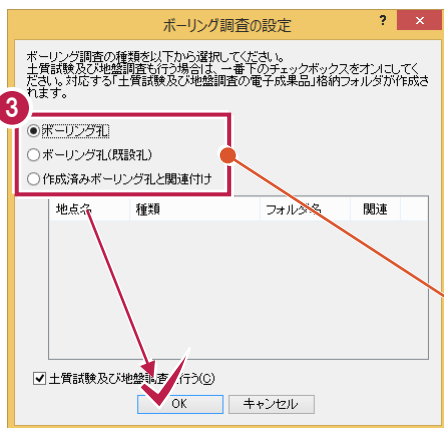 ボーリング調査の設定
?
×
ボーリング調査の種類を以下から選択してください。
土質試験及び地盤調査も行う場合は、一番下のチェックボックスをオンにしてく
ださい。対応する「土質試験及び地盤調査の電子成果品」格納フォルダが作成さ
れます。
3
ボーリング孔
ボーリング孔(既設孔)
作成済みボーリング孔と関連付け
地点名 種類 フォルダ名 関連
土質試験及び地盤調査を行う(C)
OK キャンセル